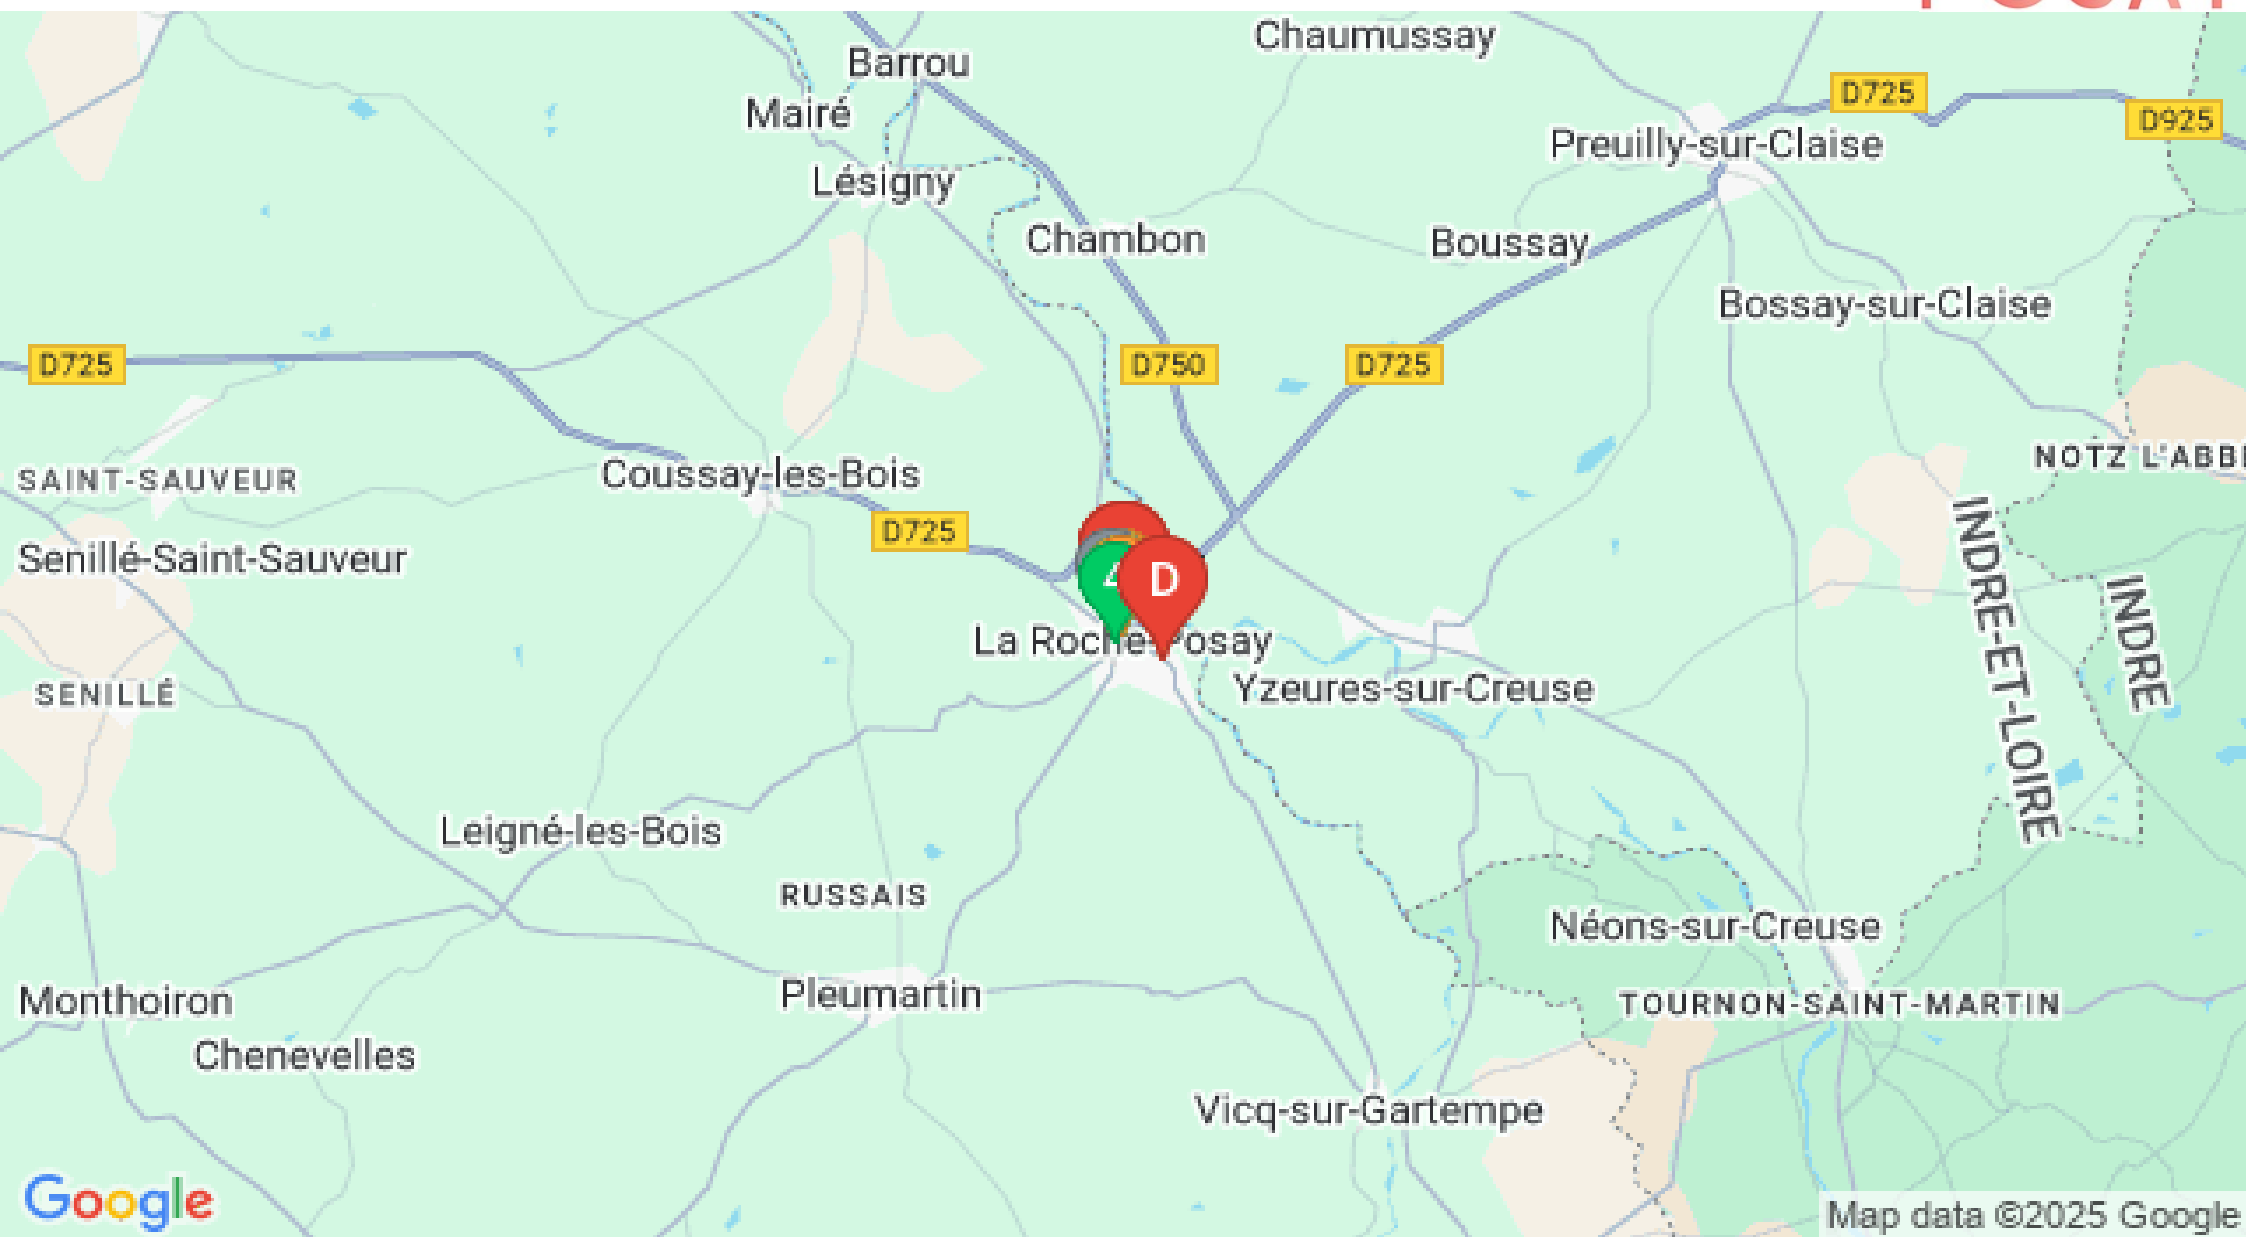 Chaumussay
Barrou
D725
Mairé
D925
Preuilly-sur-Claise
Lésigny
Chambon
Boussay
Bossay-sur-Claise
D725
D750
D725
NOTZ L'ABB
SAINT-SAUVEUR
Coussay-les-Bois
D725
Senillé-Saint-Sauveur
D
INDRE-ET-LOIRE
INDRE
La Roche-Posay
SENILLÉ
Yzeures-sur-Creuse
Leigné-les-Bois
RUSSAIS
Néons-sur-Creuse
Monthoiron
Pleumartin
TOURNON-SAINT-MARTIN
Chenevelles
Vicq-sur-Gartempe
Google
Map data ©2025 Google